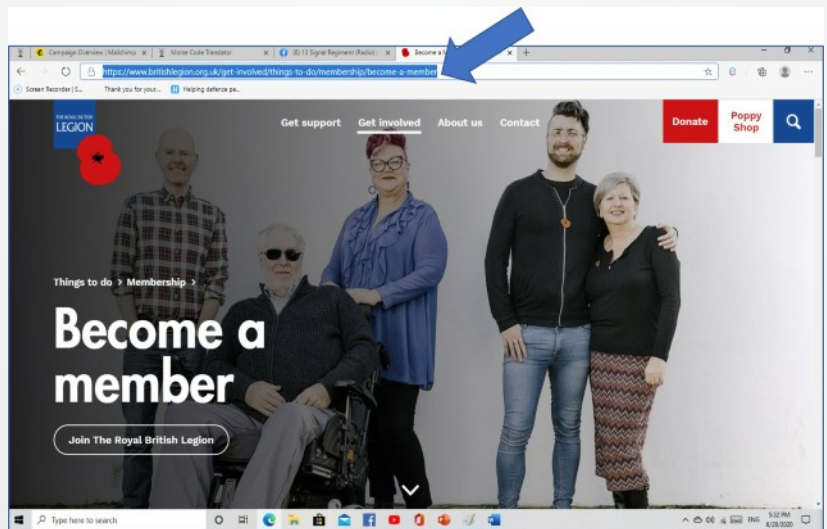 Campaign Overview | Mailchimp
Morse Code Translator
(6) 13 Signal Regiment (Radio)
Become a M
https://www.britishlegion.org.uk/get-involved/things-to-do/membership/become-a-member
Screen Recorder | S...
Thank you for your...
Helping defence pe...
THE ROYAL BRITISH
LEGION
Get support
Get involved
About us
Contact
Donate
Poppy
Shop
Things to do > Membership >
Become a
member
Join The Royal British Legion
Type here to search
ENG
5:32 PM
6/28/2020